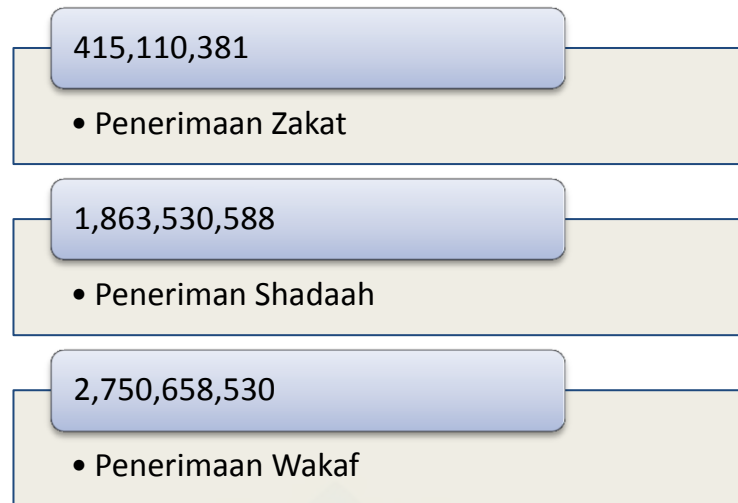 415,110,381
• Penerimaan Zakat
1,863,530,588
• Peneriman Shadaah
2,750,658,530
• Penerimaan Wakaf